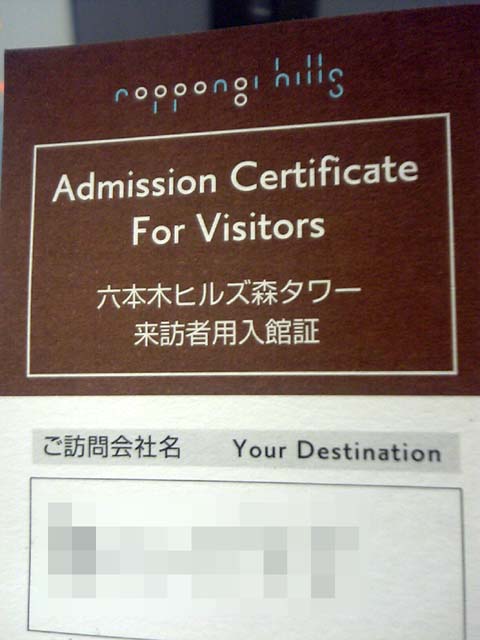 roppongi hills
Admission Certificate
For Visitors
六本木ヒルズ森タワー
来訪者用入館証
ご訪問会社名 Your Destination